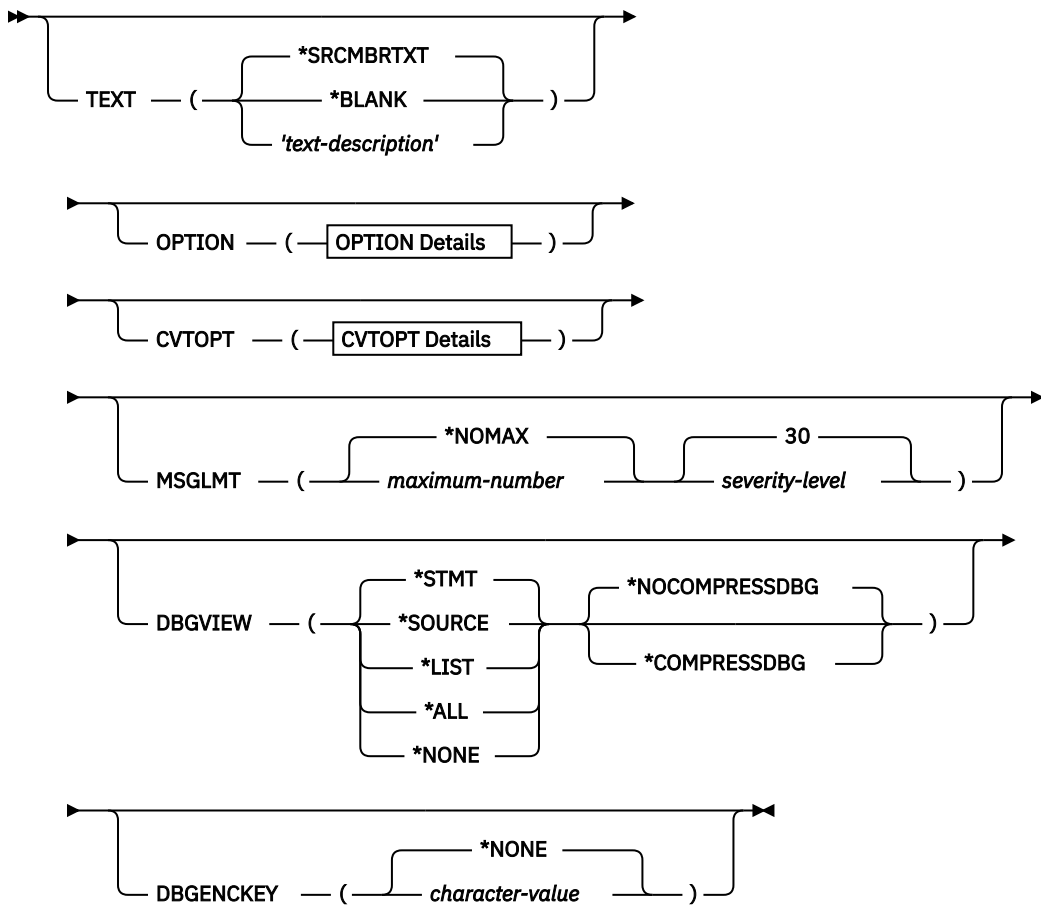 *SRCMBRTXT
TEXT ( *BLANK )
'text-description'
OPTION ( OPTION Details )
CVTOPT ( CVTOPT Details )
*NOMAX 30
MSGLMT ( maximum-number severity-level )
*STMT *NOCOMPRESSDBG
DBGVIEW ( *SOURCE )
*LIST *COMPRESSDBG
*ALL
*NONE
*NONE
DBGENCKEY ( character-value )